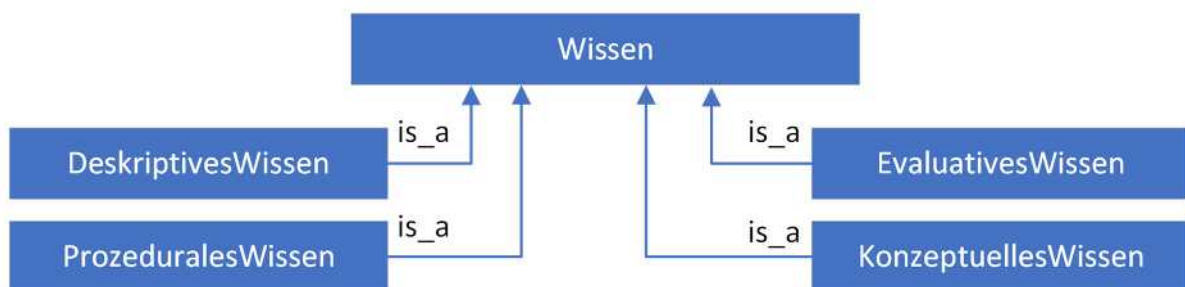 Wissen
is_a
is_a
DeskriptivesWissen
EvaluativesWissen
is_a
is_a
ProzeduralesWissen
KonzeptuellesWissen